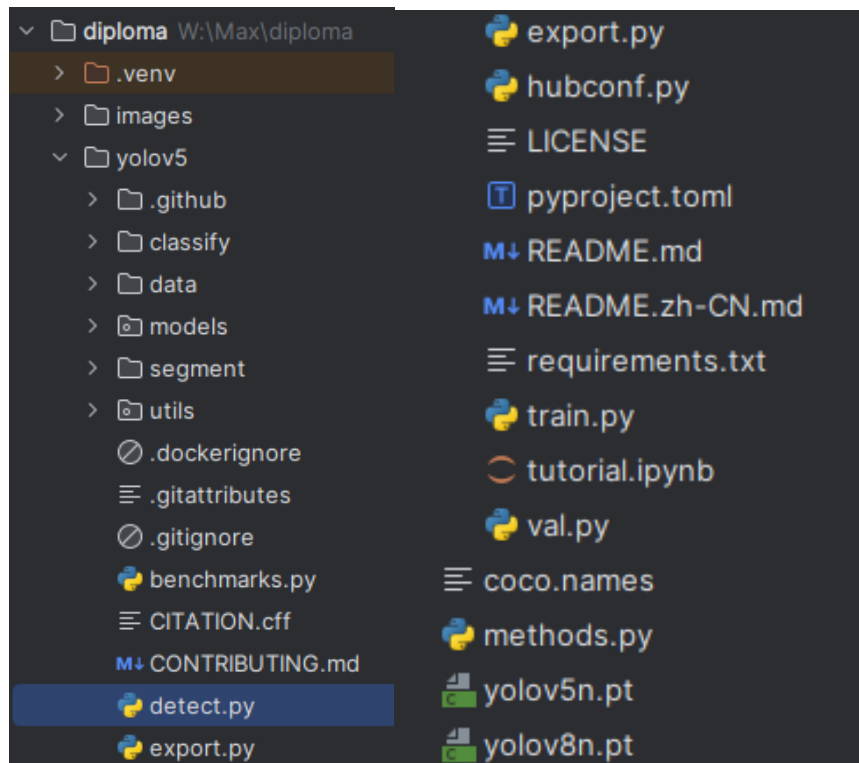 diploma W:\Max\diploma
.venv
images
yolov5
.github
classify
data
models
segment
utils
.dockerignore
.gitattributes
.gitignore
benchmarks.py
CITATION.cff
M↓ CONTRIBUTING.md
detect.py
export.py
export.py
hubconf.py
LICENSE
T pyproject.toml
M↓ README.md
M↓ README.zh-CN.md
requirements.txt
train.py
tutorial.ipynb
val.py
coco.names
methods.py
C yolov5n.pt
C yolov8n.pt